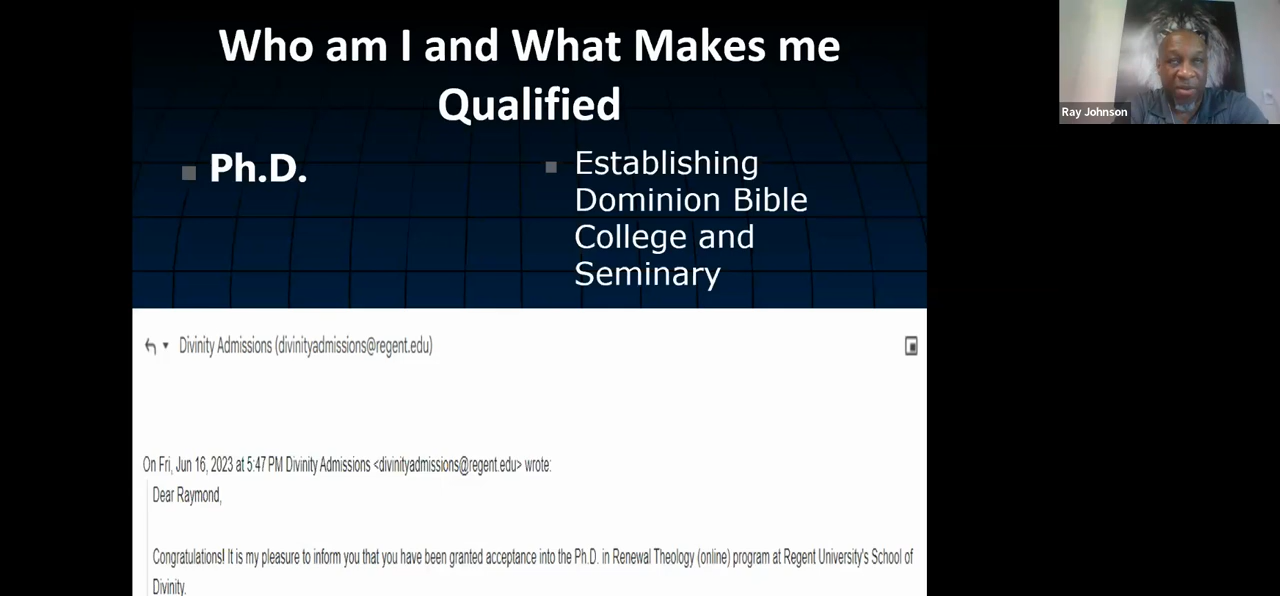 Who am I and What Makes me
Qualified
Ph.D.
Establishing
Dominion Bible
College and
Seminary
Ray Johnson
Divinity Admissions (divinityadmissions@regent.edu)
On Fri, Jun 16, 2023 at 5:47 PM Divinity Admissions <divinityadmissions@regent.edu> wrote:
Dear Raymond,
Congratulations! It is my pleasure to inform you that you have been granted acceptance into the Ph.D. in Renewal Theology (online) program at Regent University's School of
Divinity.